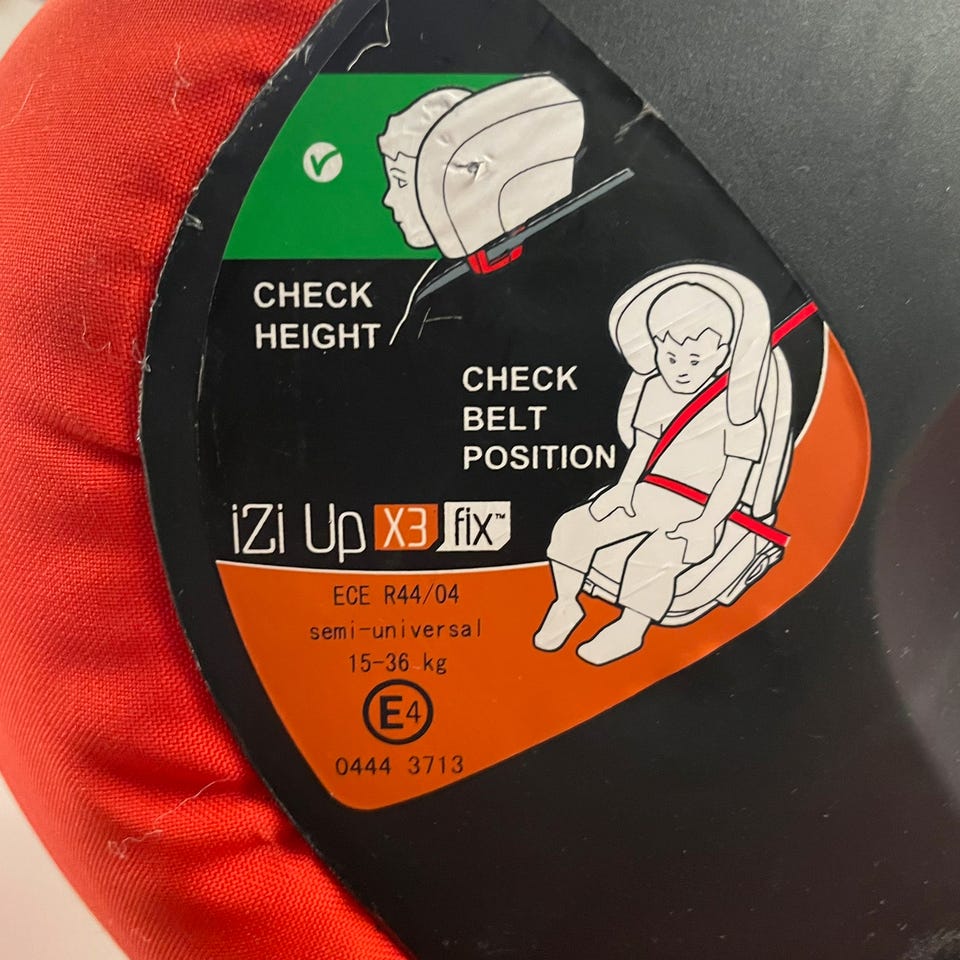 CHECK
HEIGHT
CHECK
BELT
POSITION
iZi Up X3 fix™
ECE R44/04
semi-universal
15-36 kg
E4
0444 3713